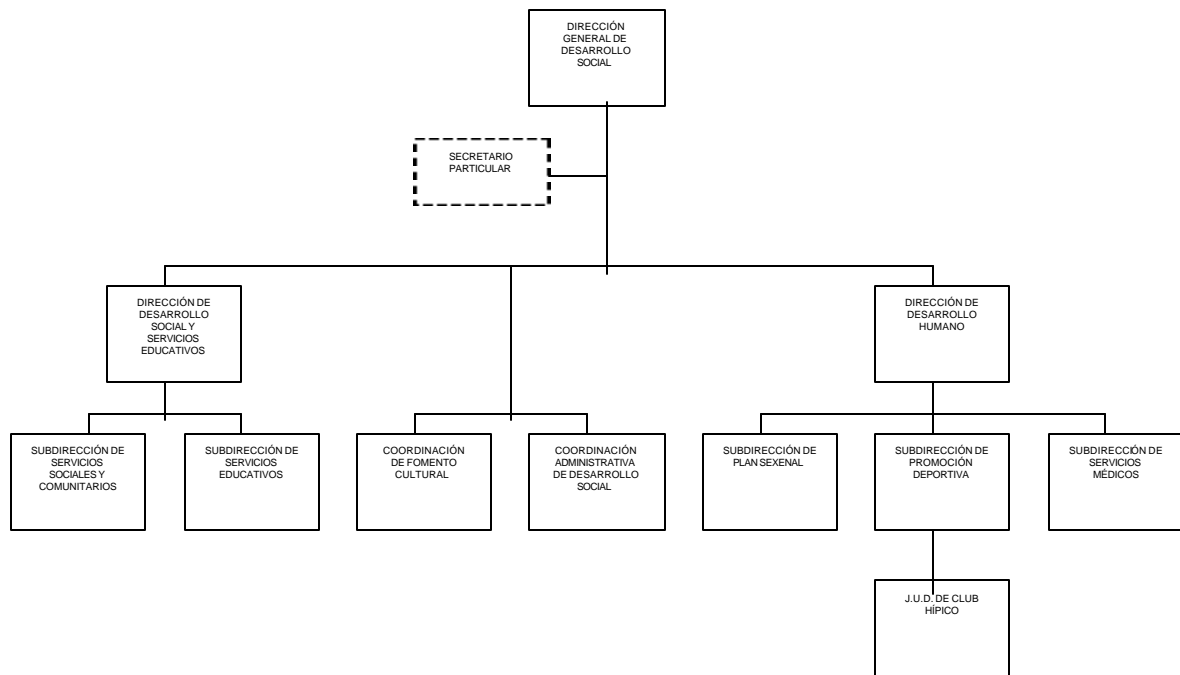 DIRECCIÓN
GENERAL DE
DESARROLLO
SOCIAL
SECRETARIO
PARTICULAR
DIRECCIÓN DE
DESARROLLO
SOCIAL Y
SERVICIOS
EDUCATIVOS
DIRECCIÓN DE
DESARROLLO
HUMANO
SUBDIRECCIÓN DE
SERVICIOS
SOCIALES Y
COMUNITARIOS
SUBDIRECCIÓN DE
SERVICIOS
EDUCATIVOS
COORDINACIÓN
DE FOMENTO
CULTURAL
COORDINACIÓN
ADMINISTRATIVA
DE DESARROLLO
SOCIAL
SUBDIRECCIÓN DE
PLAN SEXENAL
SUBDIRECCIÓN DE
PROMOCIÓN
DEPORTIVA
SUBDIRECCIÓN DE
SERVICIOS
MÉDICOS
J.U.D. DE CLUB
HÍPICO